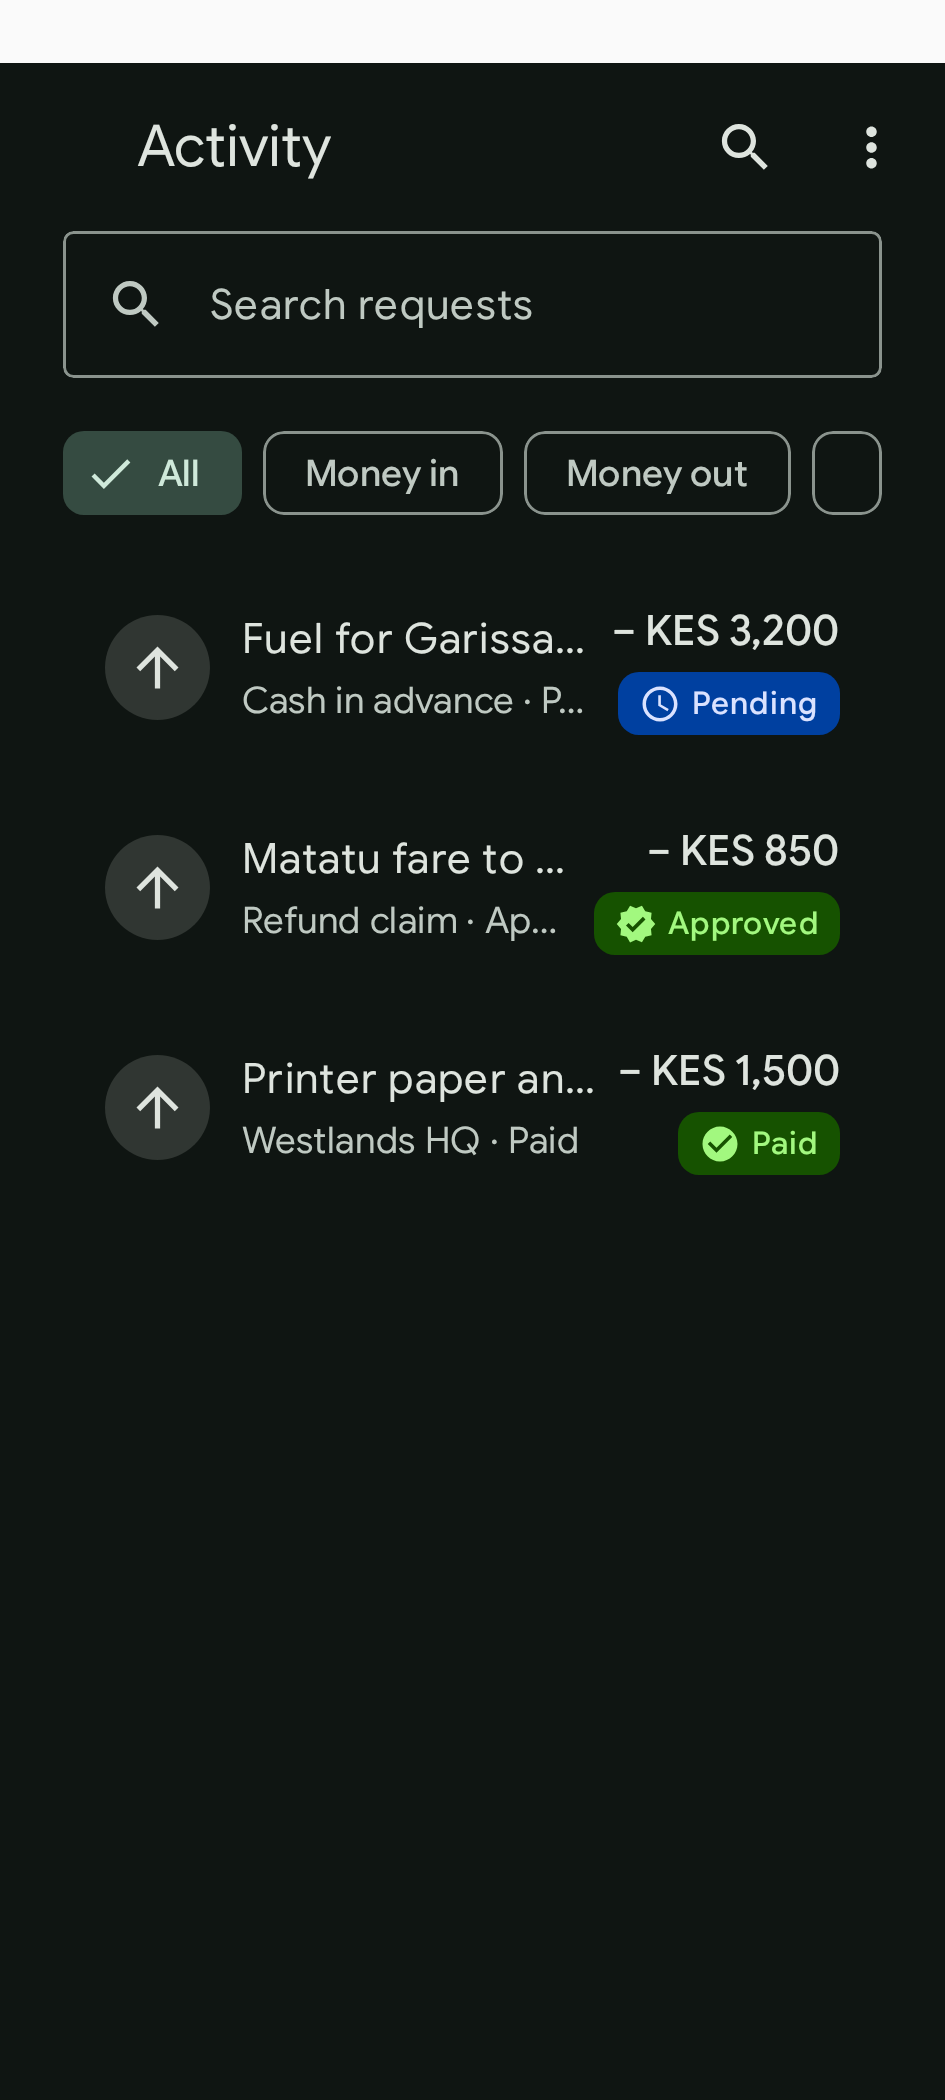 Activity
Search requests
All
Money in
Money out
Fuel for Garissa...
– KES 3,200
Cash in advance · P...
Pending
Matatu fare to ...
– KES 850
Refund claim · Ap...
Approved
Printer paper an...
– KES 1,500
Westlands HQ · Paid
Paid